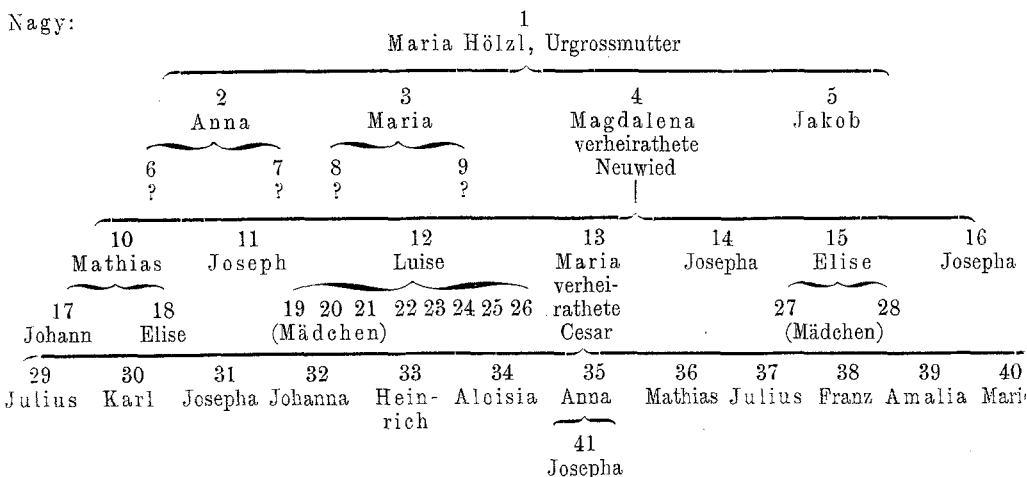 Nagy:
1
Maria Hölzl, Urgrossmutter
2 3 4 5
Anna Maria Magdalena Jakob
verheirathete
6 7 8 9 Neuwied
? ? ? ?
10 11 12 13 14 15 16
Mathias Joseph Luise Maria Josepha Elise Josepha
verhei-
17 18 19 20 21 22 23 24 25 26 rathete 27 28
Johann Elise (Mädchen) Cesar (Mädchen)
29 30 31 32 33 34 35 36 37 38 39 40
Julius Karl Josepha Johanna Hein- Aloisia Anna Mathias Julius Franz Amalia Mari
rich
41
Josepha